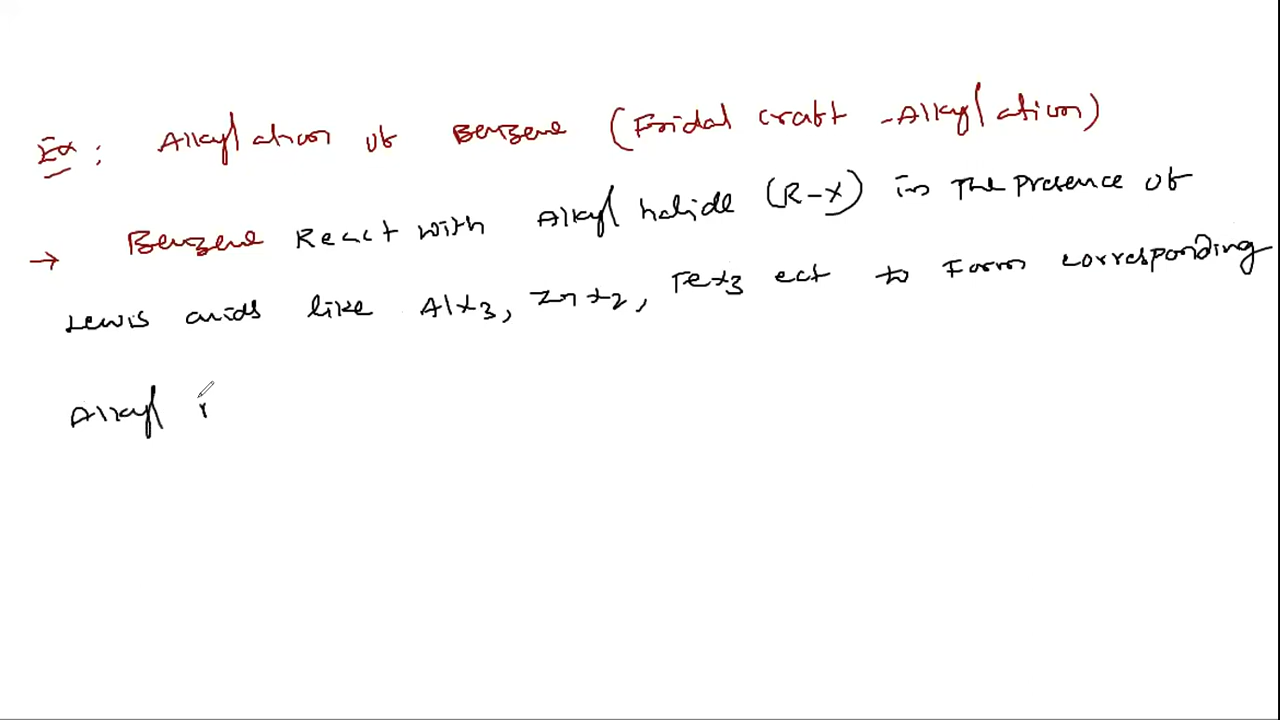 Ex : Alkylation of Benzene (Fridal craft -Alkylation)
→ Benzene React with Alkyl halide (R-X) in The Presence of
Lewis acids like AlX3, ZnX2, FeX3 ect to Form corresponding
Alkyl